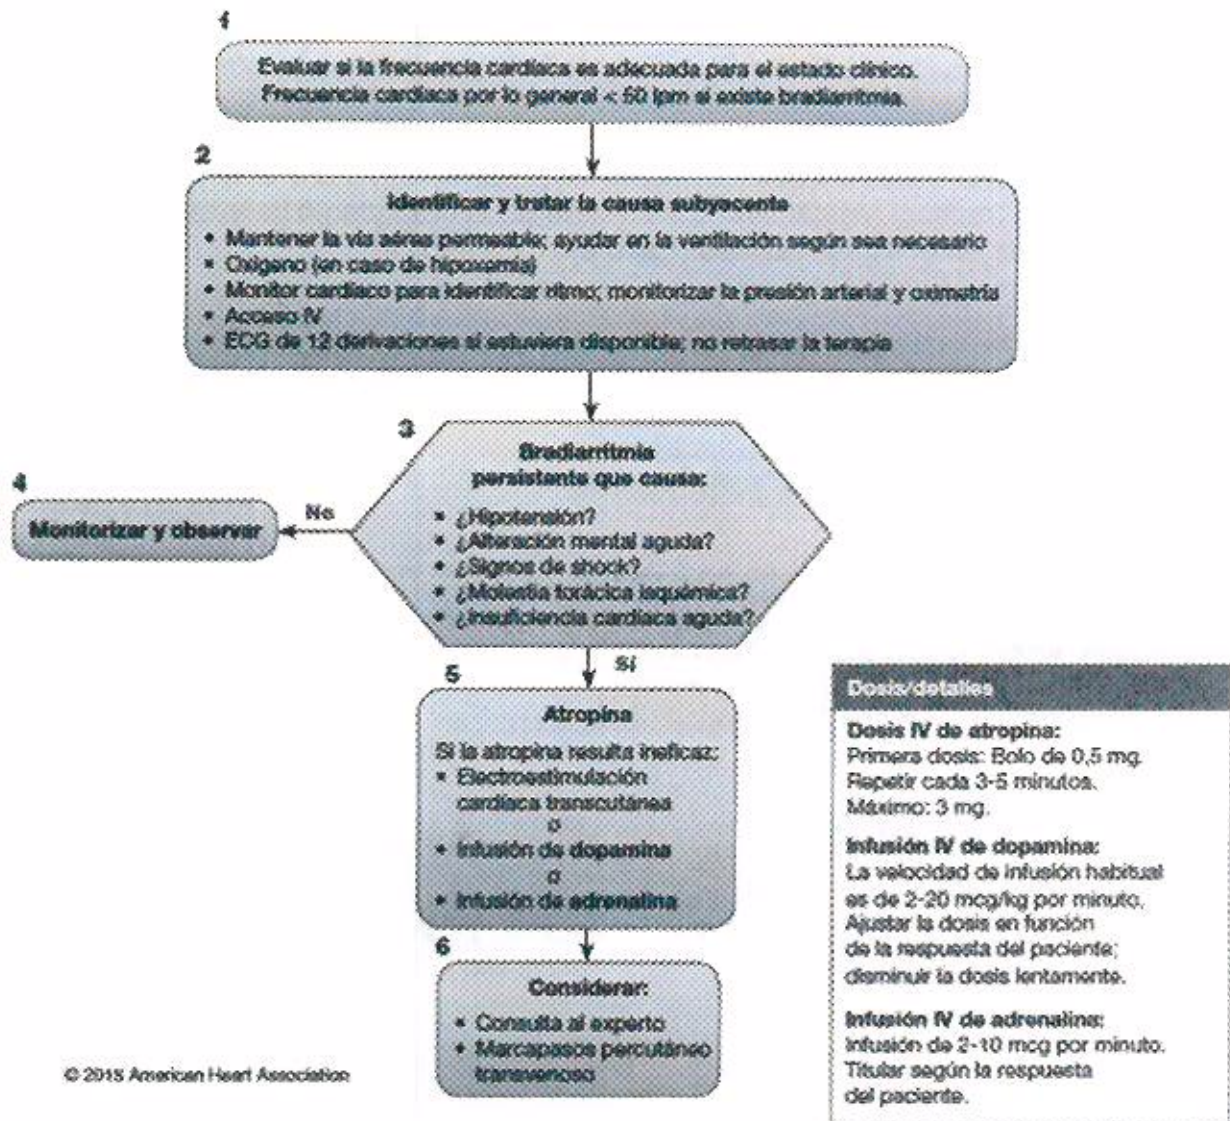 1
Evaluar si la frecuencia cardíaca es adecuada para el estado clínico.
Frecuencia cardíaca por lo general < 50 lpm si existe bradiarritmia.
2
Identificar y tratar la causa subyacente
• Mantener la vía aérea permeable; ayudar en la ventilación según sea necesario
• Oxígeno (en caso de hipoxemia)
• Monitor cardíaco para identificar ritmo; monitorizar la presión arterial y oximetría
• Acceso IV
• ECG de 12 derivaciones si estuviera disponible; no retrasar la terapia
3
Bradiarritmia
persistente que causa:
• ¿Hipotensión?
• ¿Alteración mental aguda?
• ¿Signos de shock?
• ¿Molestia torácica isquémica?
• ¿Insuficiencia cardíaca aguda?
No
4
Monitorizar y observar
Sí
5
Atropina
Si la atropina resulta ineficaz:
• Electroestimulación
cardíaca transcutánea
o
• Infusión de dopamina
o
• Infusión de adrenalina
6
Considerar:
• Consulta al experto
• Marcapasos percutáneo
transvenoso
Dosis/detalles
Dosis IV de atropina:
Primera dosis: Bolo de 0,5 mg.
Repetir cada 3-5 minutos.
Máximo: 3 mg.
Infusión IV de dopamina:
La velocidad de infusión habitual
es de 2-20 mcg/kg por minuto.
Ajustar la dosis en función
de la respuesta del paciente;
disminuir la dosis lentamente.
Infusión IV de adrenalina:
Infusión de 2-10 mcg por minuto.
Titular según la respuesta
del paciente.
© 2015 American Heart Association